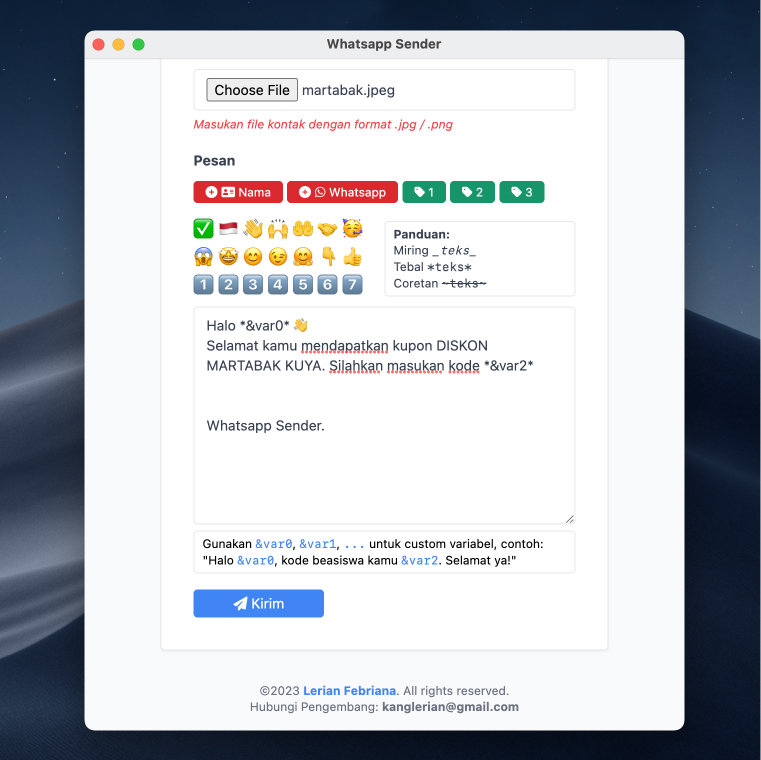 Whatsapp Sender
Choose File martabak.jpeg
Masukan file kontak dengan format .jpg / .png
Pesan
Nama Whatsapp 1 2 3
✅ 🇮🇩 👋 🙌 🤲 🤝 🥳
😱 🤩 😊 😉 🤗 👇 👍
1️⃣ 2️⃣ 3️⃣ 4️⃣ 5️⃣ 6️⃣ 7️⃣
Panduan:
Miring _teks_
Tebal *teks*
Coretan ~teks~
Halo *&var0* 👋
Selamat kamu mendapatkan kupon DISKON
MARTABAK KUYA. Silahkan masukan kode *&var2*
Whatsapp Sender.
Gunakan &var0, &var1, ... untuk custom variabel, contoh:
"Halo &var0, kode beasiswa kamu &var2. Selamat ya!"
Kirim
©2023 Lerian Febriana. All rights reserved.
Hubungi Pengembang: kanglerian@gmail.com